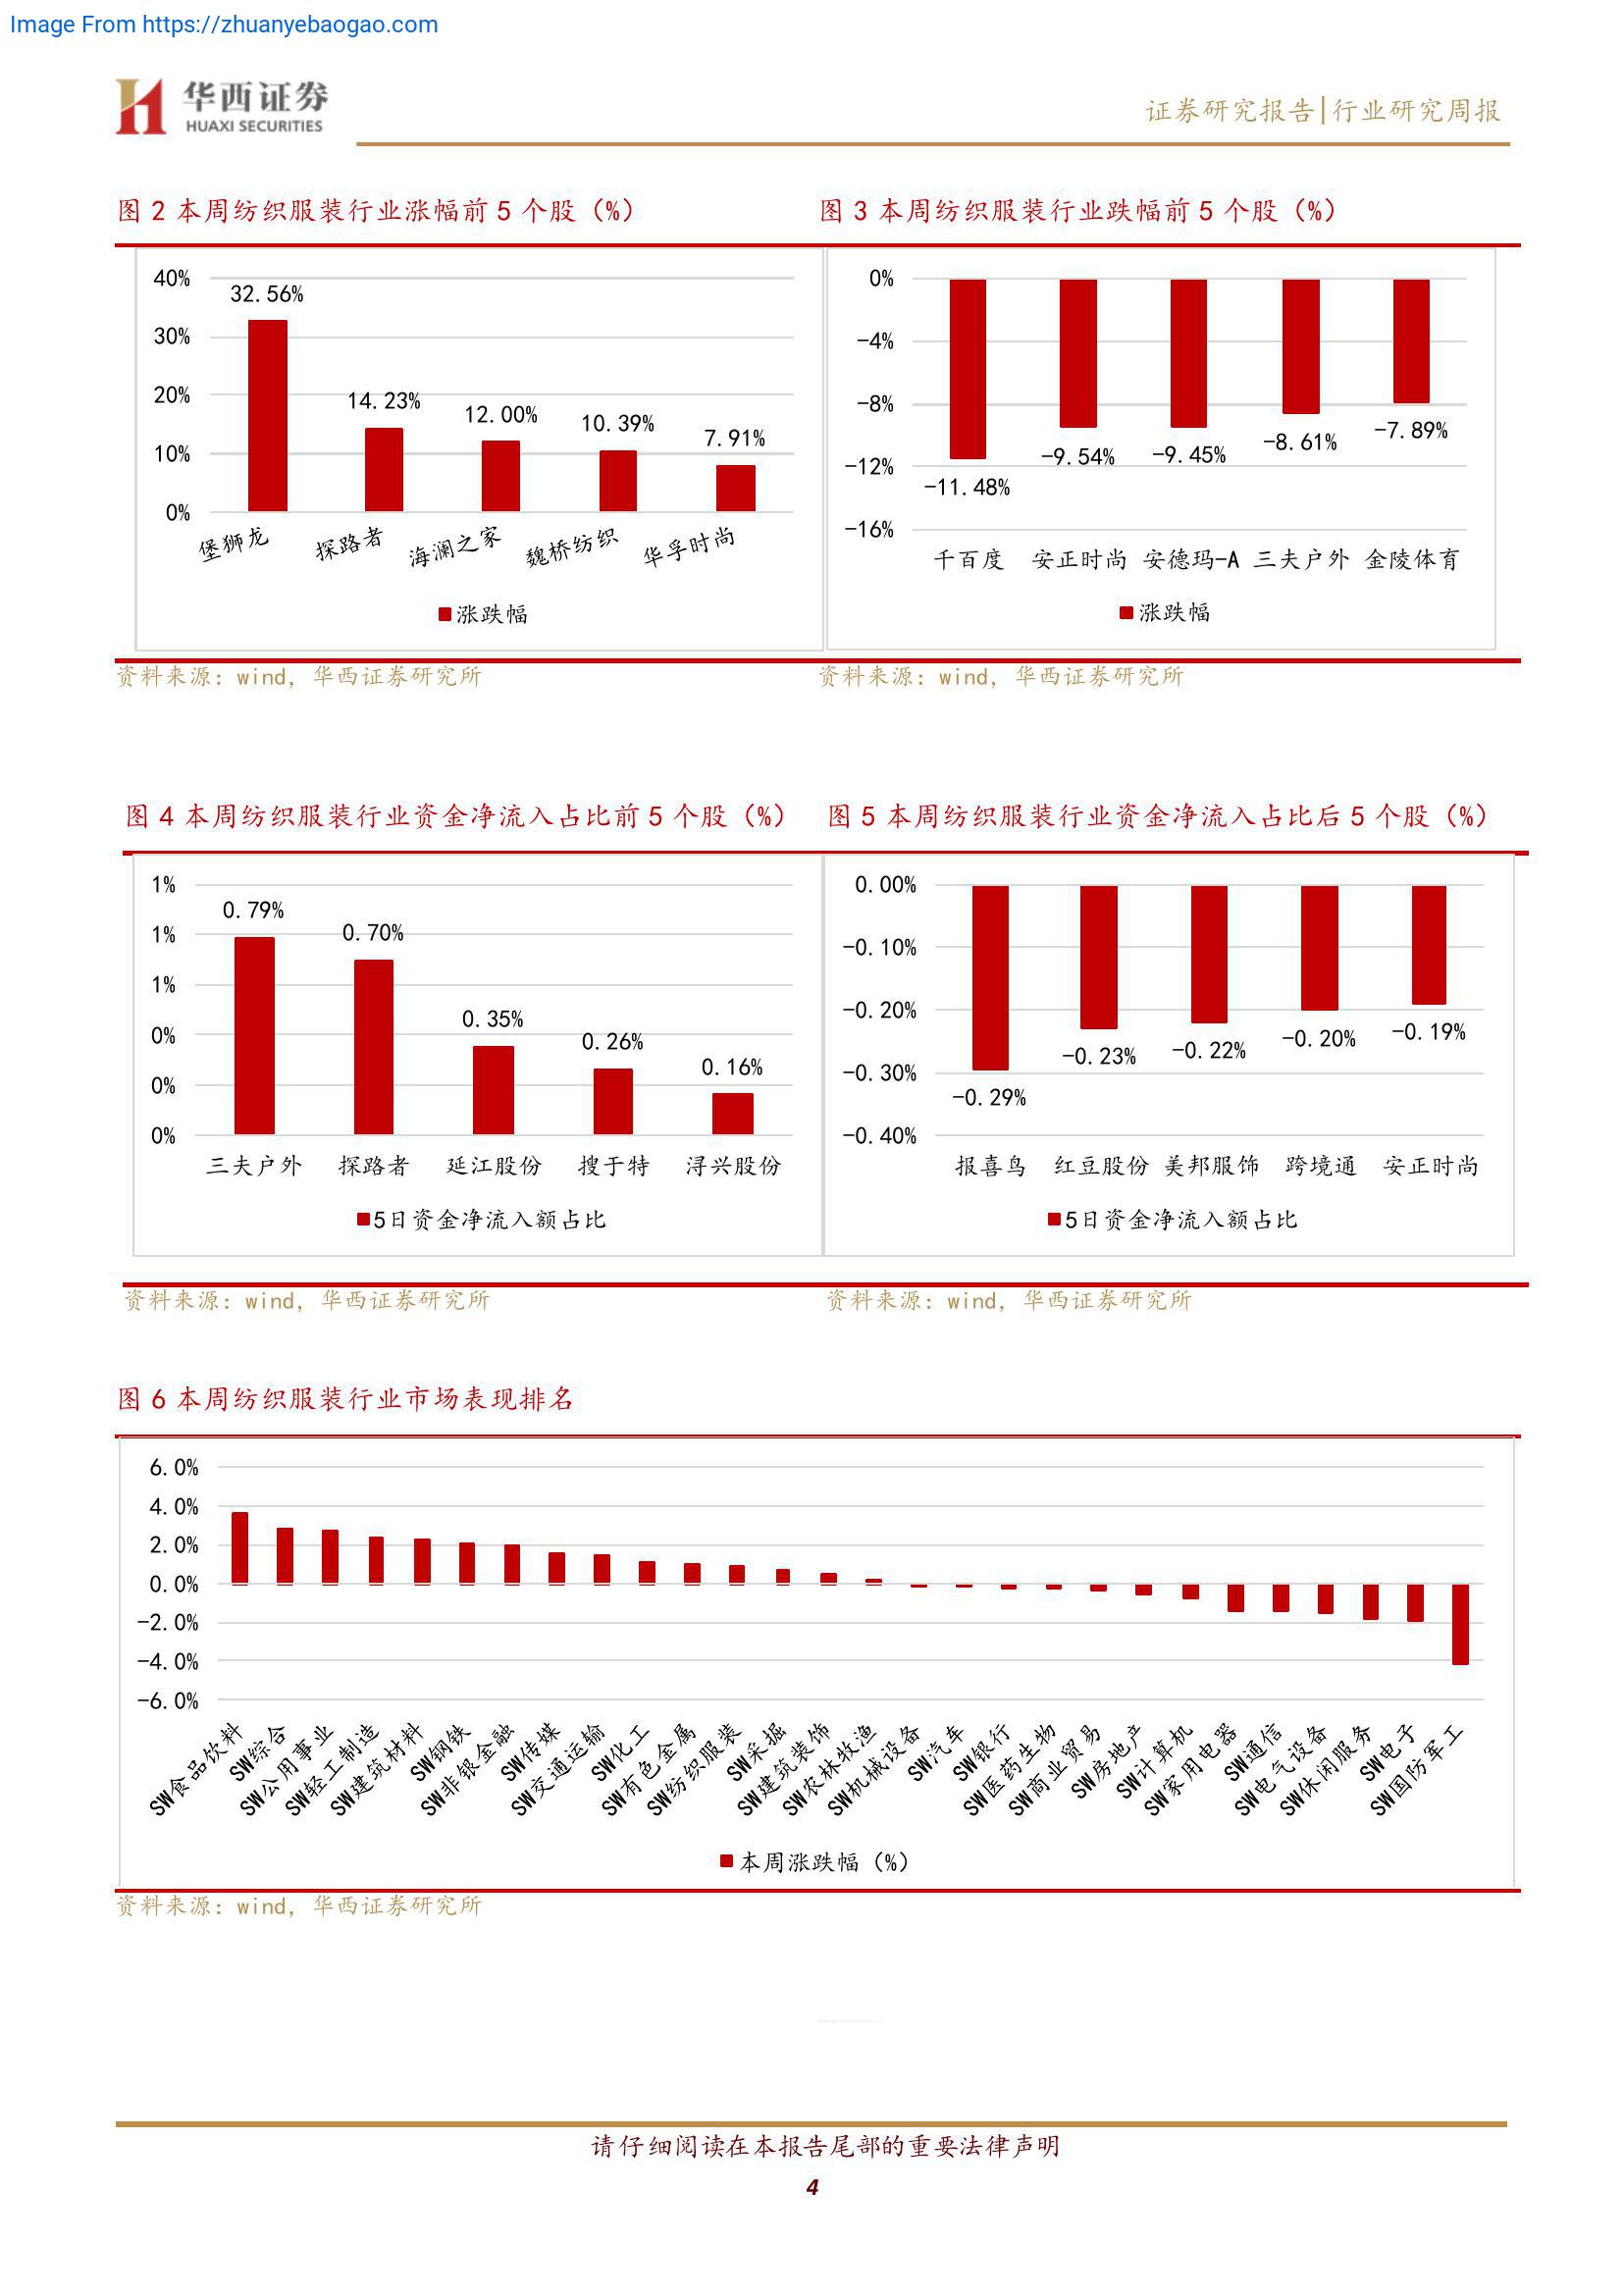 Image From https://zhuanyebaogao.com
华西证券
HUAXI SECURITIES
证券研究报告|行业研究周报
图 2 本周纺织服装行业涨幅前 5 个股（%）
40%
30%
20%
10%
0%
32.56%
14.23%
12.00%
10.39%
7.91%
堡狮龙 探路者 海澜之家 魏桥纺织 华孚时尚
涨跌幅
资料来源：wind，华西证券研究所
图 3 本周纺织服装行业跌幅前 5 个股（%）
0%
-4%
-8%
-12%
-16%
-11.48%
-9.54%
-9.45%
-8.61%
-7.89%
千百度 安正时尚 安德玛-A 三夫户外 金陵体育
涨跌幅
资料来源：wind，华西证券研究所
图 4 本周纺织服装行业资金净流入占比前 5 个股（%）
1%
1%
1%
0%
0%
0%
0.79%
0.70%
0.35%
0.26%
0.16%
三夫户外 探路者 延江股份 搜于特 浔兴股份
5日资金净流入额占比
资料来源：wind，华西证券研究所
图 5 本周纺织服装行业资金净流入占比后 5 个股（%）
0.00%
-0.10%
-0.20%
-0.30%
-0.40%
-0.29%
-0.23%
-0.22%
-0.20%
-0.19%
报喜鸟 红豆股份 美邦服饰 跨境通 安正时尚
5日资金净流入额占比
资料来源：wind，华西证券研究所
图 6 本周纺织服装行业市场表现排名
6.0%
4.0%
2.0%
0.0%
-2.0%
-4.0%
-6.0%
SW食品饮料
SW综合
SW公用事业
SW轻工制造
SW建筑材料
SW钢铁
SW非银金融
SW传媒
SW交通运输
SW化工
SW有色金属
SW纺织服装
SW采掘
SW建筑装饰
SW农林牧渔
SW机械设备
SW汽车
SW银行
SW医药生物
SW商业贸易
SW房地产
SW计算机
SW家用电器
SW通信
SW电气设备
SW休闲服务
SW电子
SW国防军工
本周涨跌幅（%）
资料来源：wind，华西证券研究所
请仔细阅读在本报告尾部的重要法律声明
4